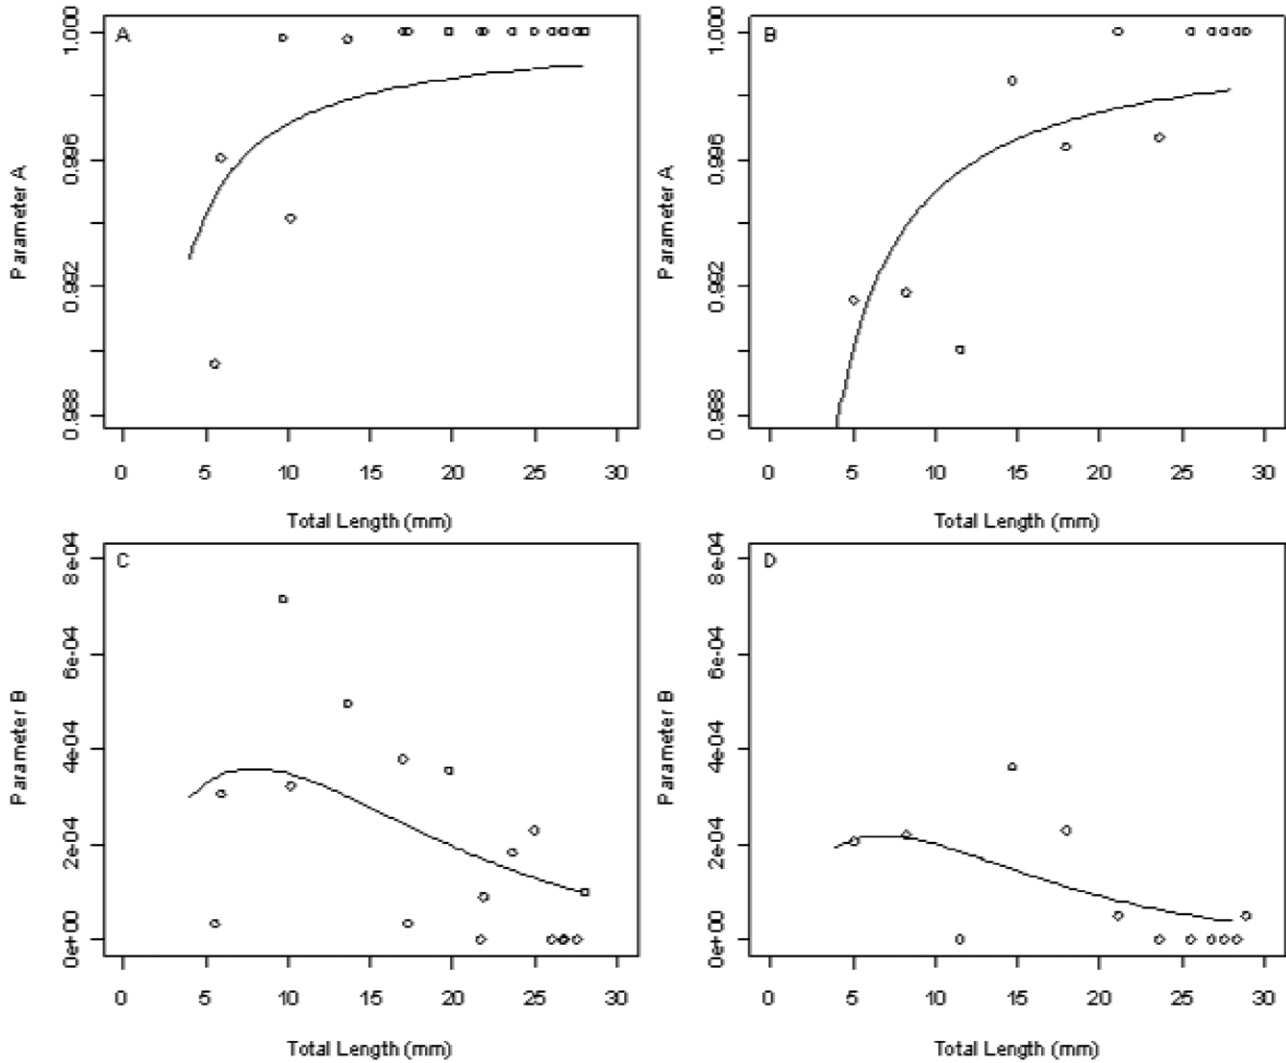 A
B
1.000
0.996
0.992
0.988
Parameter A
0 5 10 15 20 25 30
Total Length (mm)
1.000
0.996
0.992
0.988
Parameter A
0 5 10 15 20 25 30
Total Length (mm)
C
D
8e-04
6e-04
4e-04
2e-04
0e+00
Parameter B
0 5 10 15 20 25 30
Total Length (mm)
8e-04
6e-04
4e-04
2e-04
0e+00
Parameter B
0 5 10 15 20 25 30
Total Length (mm)